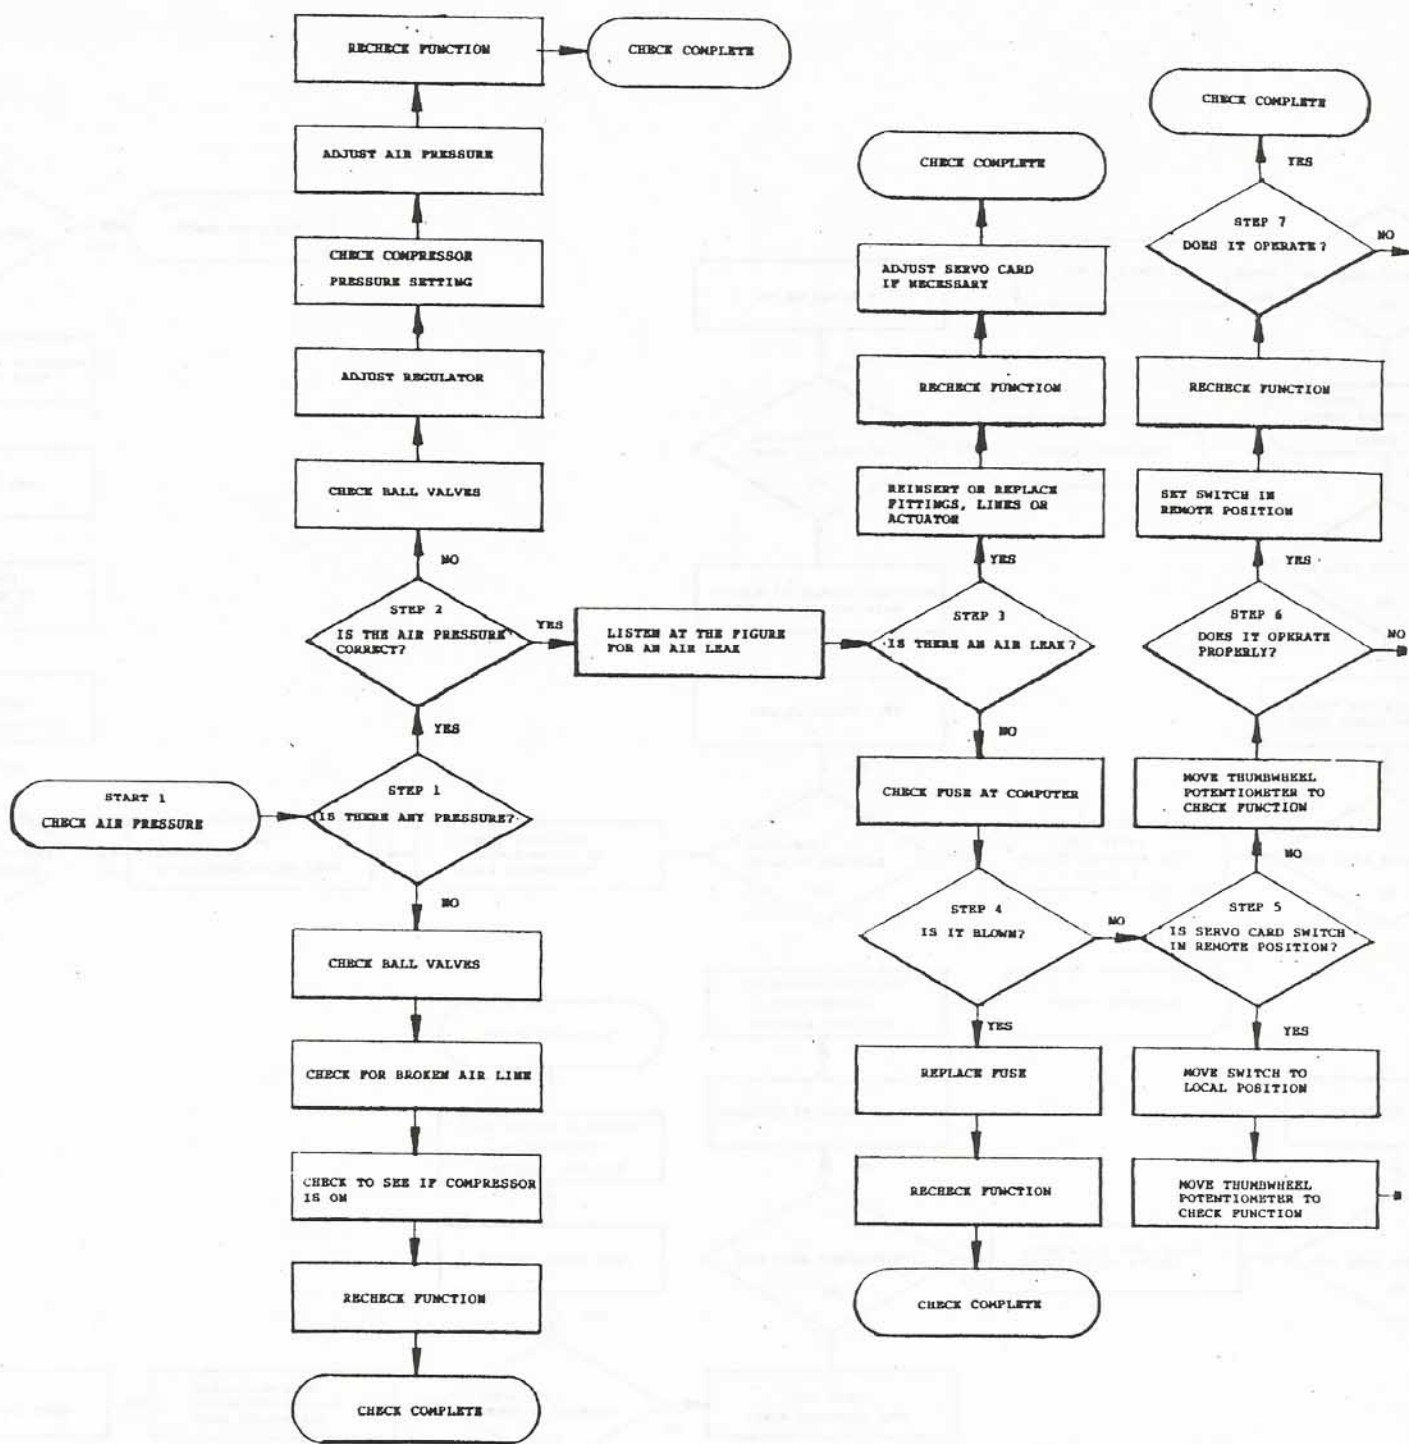 RECHECK FUNCTION
CHECK COMPLETE
ADJUST AIR PRESSURE
CHECK COMPRESSOR
PRESSURE SETTING
ADJUST REGULATOR
CHECK BALL VALVES
NO
STEP 2
IS THE AIR PRESSURE
CORRECT?
YES
LISTEN AT THE FIGURE
FOR AN AIR LEAK
YES
START 1
CHECK AIR PRESSURE
STEP 1
IS THERE ANY PRESSURE?
NO
CHECK BALL VALVES
CHECK FOR BROKEN AIR LINE
CHECK TO SEE IF COMPRESSOR
IS ON
RECHECK FUNCTION
CHECK COMPLETE
CHECK COMPLETE
ADJUST SERVO CARD
IF NECESSARY
RECHECK FUNCTION
REINSERT OR REPLACE
FITTINGS, LINES OR
ACTUATOR
YES
STEP 3
IS THERE AN AIR LEAK?
NO
CHECK FUSE AT COMPUTER
STEP 4
IS IT BLOWN?
NO
YES
REPLACE FUSE
RECHECK FUNCTION
CHECK COMPLETE
CHECK COMPLETE
YES
STEP 7
DOES IT OPERATE?
NO
RECHECK FUNCTION
SET SWITCH IN
REMOTE POSITION
YES
STEP 6
DOES IT OPERATE
PROPERLY?
NO
MOVE THUMBWHEEL
POTENTIOMETER TO
CHECK FUNCTION
NO
STEP 5
IS SERVO CARD SWITCH
IN REMOTE POSITION?
YES
MOVE SWITCH TO
LOCAL POSITION
MOVE THUMBWHEEL
POTENTIOMETER TO
CHECK FUNCTION